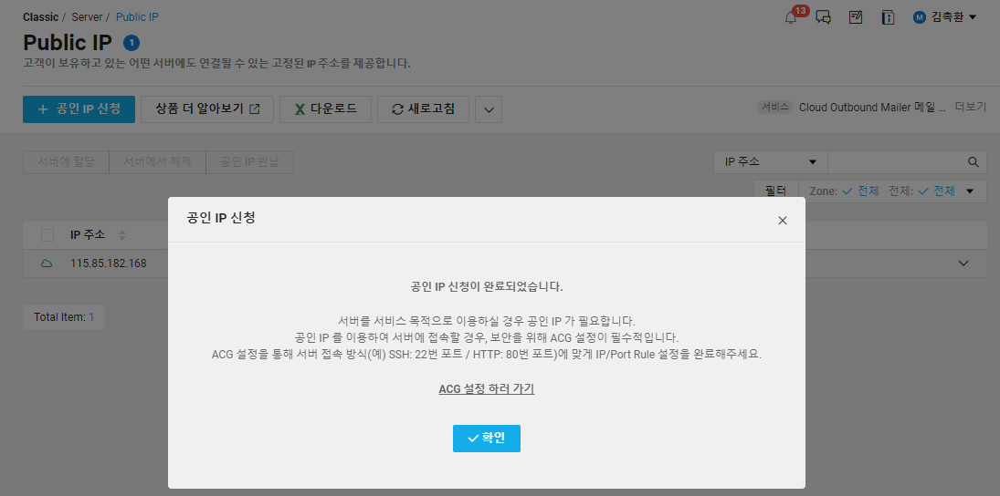 Classic / Server / Public IP
13
M 김축환
Public IP 1
고객이 보유하고 있는 어떤 서버에도 연결될 수 있는 고정된 IP 주소를 제공합니다.
+ 공인 IP 신청
상품 더 알아보기
다운로드
새로고침
서비스 Cloud Outbound Mailer 메일 ... 더보기
서버에 할당
서버에서 해제
공인 IP 반납
IP 주소
필터 Zone: 전체 전체: 전체
공인 IP 신청
IP 주소
115.85.182.168
공인 IP 신청이 완료되었습니다.
Total Item: 1
서버를 서비스 목적으로 이용하실 경우 공인 IP 가 필요합니다.
공인 IP 를 이용하여 서버에 접속할 경우, 보안을 위해 ACG 설정이 필수적입니다.
ACG 설정을 통해 서버 접속 방식(예) SSH: 22번 포트 / HTTP: 80번 포트)에 맞게 IP/Port Rule 설정을 완료해주세요.
ACG 설정 하러 가기
확인